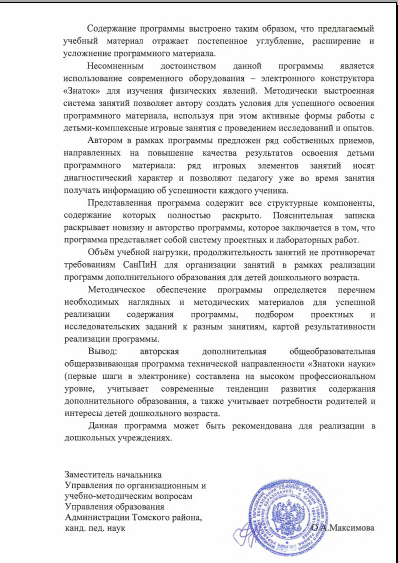 Содержание программы выстроено таким образом, что предлагаемый
учебный материал отражает постепенное углубление, расширение и
усложнение программного материала.
Несомненным достоинством данной программы является
использование современного оборудования – электронного конструктора
«Знаток» для изучения физических явлений. Методически выстроенная
система занятий позволяет автору создать условия для успешного освоения
программного материала, используя при этом активные формы работы с
детьми-комплексные игровые занятия с проведением исследований и опытов.
Автором в рамках программы предложен ряд собственных приемов,
направленных на повышение качества результатов освоения детьми
программного материала: ряд игровых элементов занятий носят
диагностический характер и позволяют педагогу уже во время занятия
получать информацию об успешности каждого ученика.
Представленная программа содержит все структурные компоненты,
содержание которых полностью раскрыто. Пояснительная записка
раскрывает новизну и авторство программы, которое заключается в том, что
программа представляет собой систему проектных и лабораторных работ.
Объём учебной нагрузки, продолжительность занятий не противоречат
требованиям СанПиН для организации занятий в рамках реализации
программ дополнительного образования для детей дошкольного возраста.
Методическое обеспечение программы определяется перечнем
необходимых наглядных и методических материалов для успешной
реализации содержания программы, подбором проектных и
исследовательских заданий к разным занятиям, картой результативности
реализации программы.
Вывод: авторская дополнительная общеобразовательная
общеразвивающая программа технической направленности «Знатоки науки»
(первые шаги в электронике) составлена на высоком профессиональном
уровне, учитывает современные тенденции развития содержания
дополнительного образования, а также учитывает потребности родителей и
интересы детей дошкольного возраста.
Данная программа может быть рекомендована для реализации в
дошкольных учреждениях.
Заместитель начальника
Управления по организационным и
учебно-методическим вопросам
Управления образования
Администрации Томского района,
канд. пед. наук
О.А.Максимова